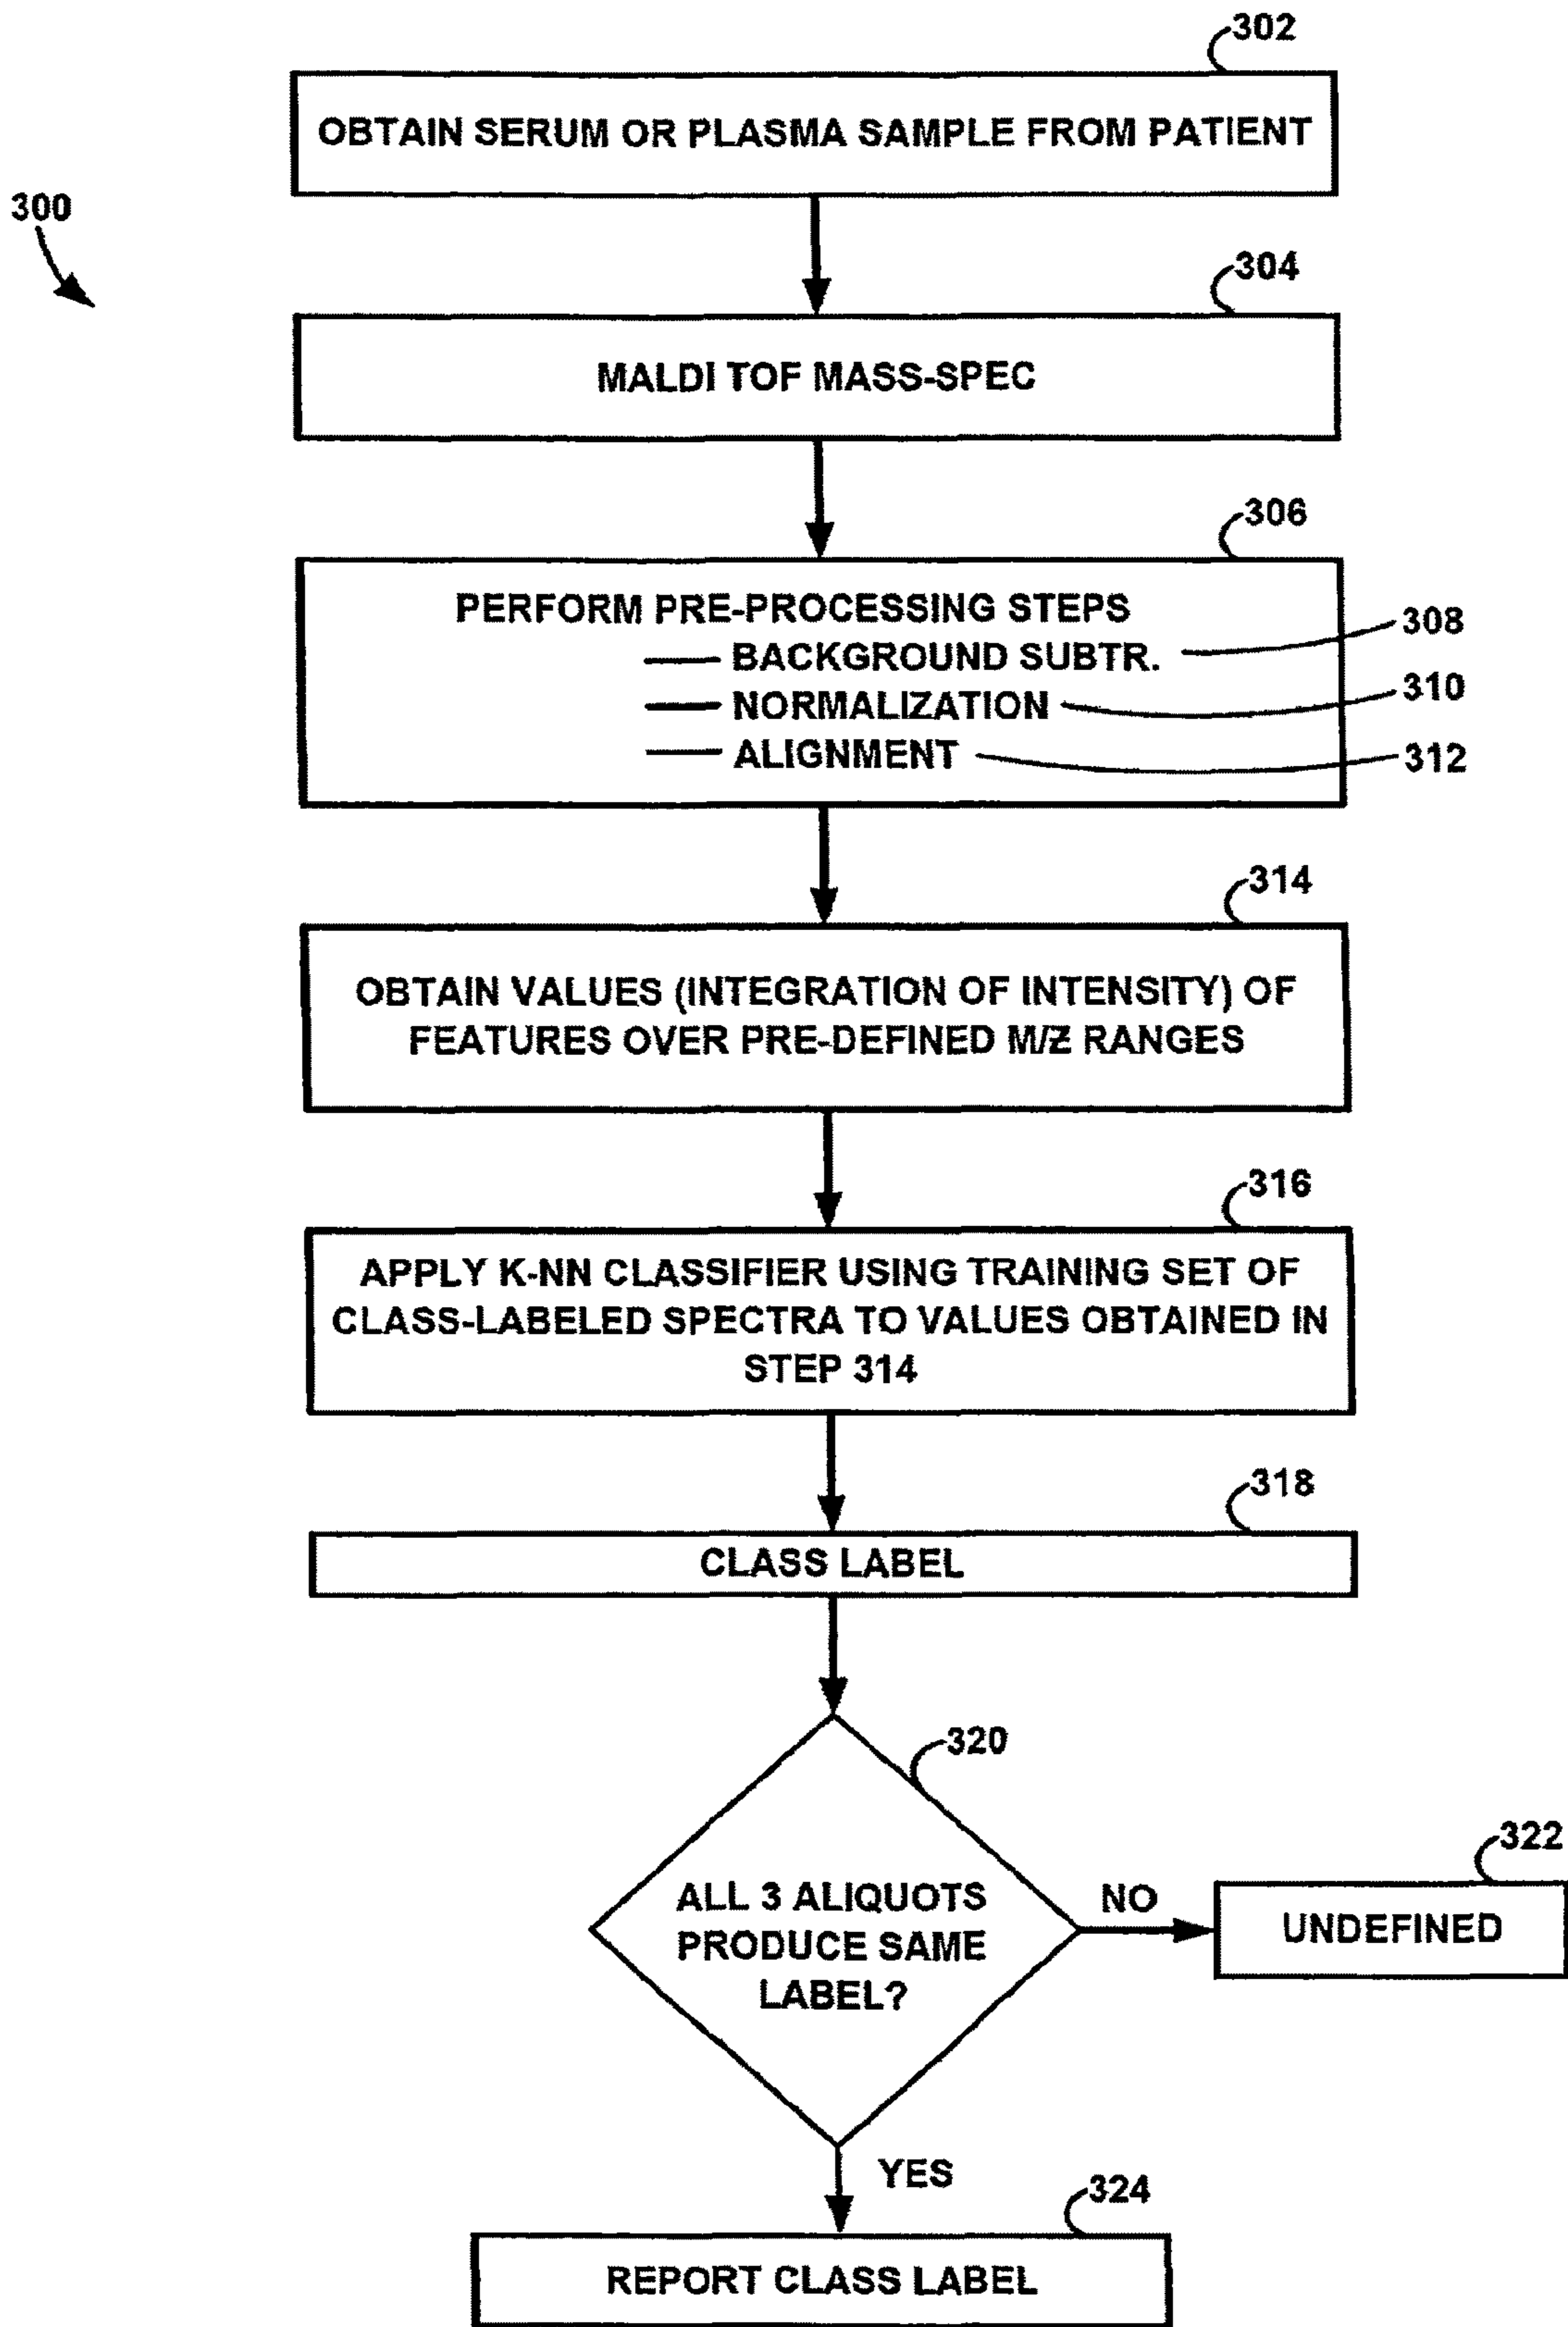 302
OBTAIN SERUM OR PLASMA SAMPLE FROM PATIENT
300
304
MALDI TOF MASS-SPEC
306
PERFORM PRE-PROCESSING STEPS
— BACKGROUND SUBTR.
308
— NORMALIZATION
310
— ALIGNMENT
312
314
OBTAIN VALUES (INTEGRATION OF INTENSITY) OF
FEATURES OVER PRE-DEFINED M/Z RANGES
316
APPLY K-NN CLASSIFIER USING TRAINING SET OF
CLASS-LABELED SPECTRA TO VALUES OBTAINED IN
STEP 314
318
CLASS LABEL
320
ALL 3 ALIQUOTS
PRODUCE SAME
LABEL?
NO
322
UNDEFINED
YES
324
REPORT CLASS LABEL